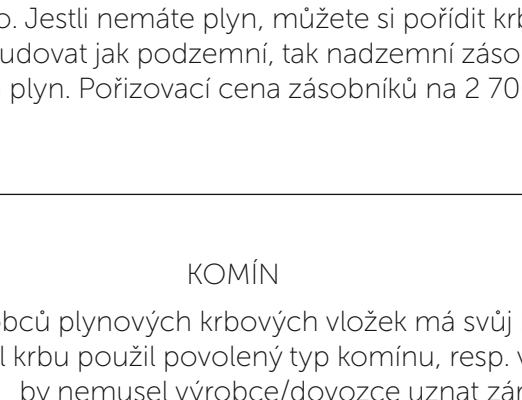 o. Jestli nemáte plyn, můžete si pořídit krb
udovat jak podzemní, tak nadzemní záso
plyn. Pořizovací cena zásobníků na 2 70
KOMÍN
obců plynových krbových vložek má svůj
l krbu použil povolený typ komínu, resp. v
by nemusel výrobce/dovozce uznat zár